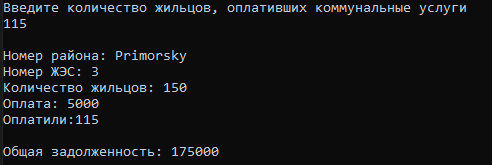 Введите количество жильцов, оплативших коммунальные услуги
115
Номер района: Primorsky
Номер ЖЭС: 3
Количество жильцов: 150
Оплата: 5000
Оплатили:115
Общая задолженность: 175000